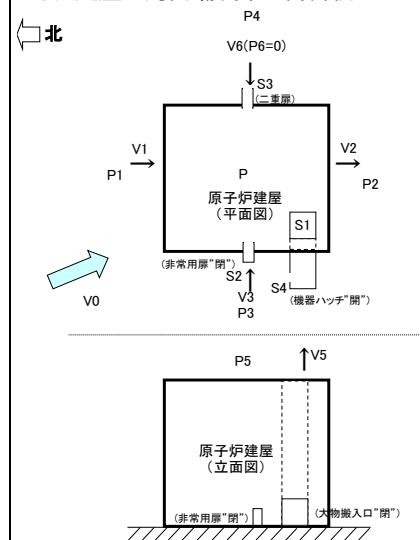 P4
北
V6(P6=0)
S3
(二重扉)
V1
V2
P1
P
P2
原子炉建屋
(平面図)
S1
(非常用扉"閉")
S2
S4
V0
V3
(機器ハッチ"開")
P3
P5
V5
原子炉建屋
(立面図)
(非常用扉"閉")
(大物搬入口"閉")